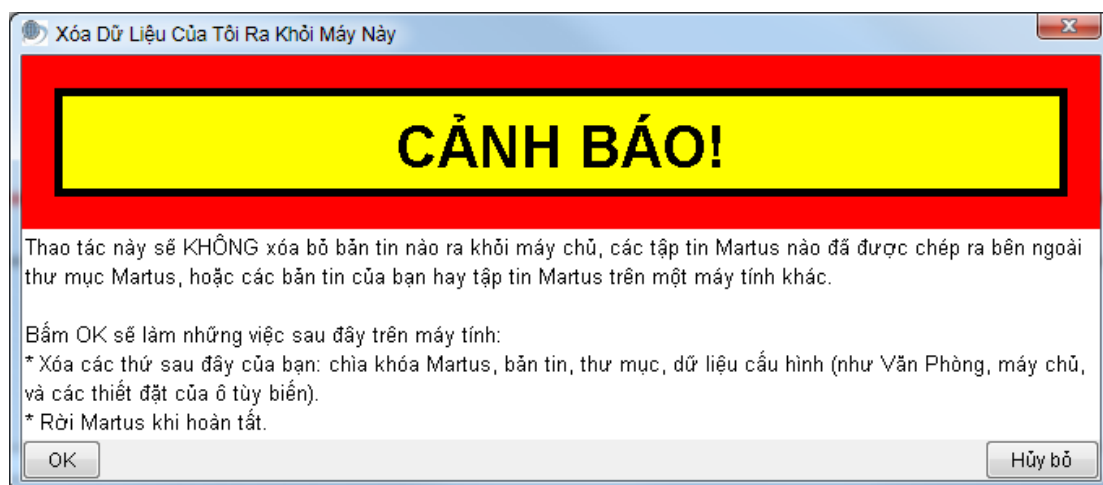 Xóa Dữ Liệu Của Tôi Ra Khỏi Máy Này
CẢNH BÁO!
Thao tác này sẽ KHÔNG xóa bỏ bản tin nào ra khỏi máy chủ, các tập tin Martus nào đã được chép ra bên ngoài
thư mục Martus, hoặc các bản tin của bạn hay tập tin Martus trên một máy tính khác.
Bấm OK sẽ làm những việc sau đây trên máy tính:
* Xóa các thứ sau đây của bạn: chìa khóa Martus, bản tin, thư mục, dữ liệu cấu hình (như Văn Phòng, máy chủ,
và các thiết đặt của ô tùy biến).
* Rời Martus khi hoàn tất.
OK
Hủy bỏ